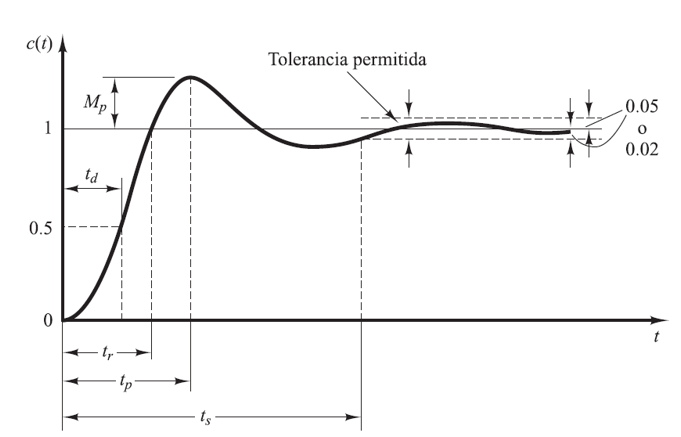 c(t)
Tolerancia permitida
M_p
0.05
1
o
0.02
t_d
0.5
0
t
t_r
t_p
t_s